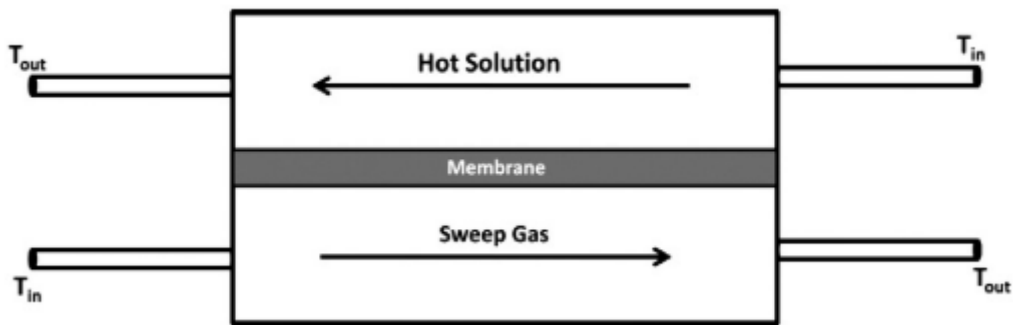 T_out
Hot Solution
T_in
Membrane
Sweep Gas
T_in
T_out